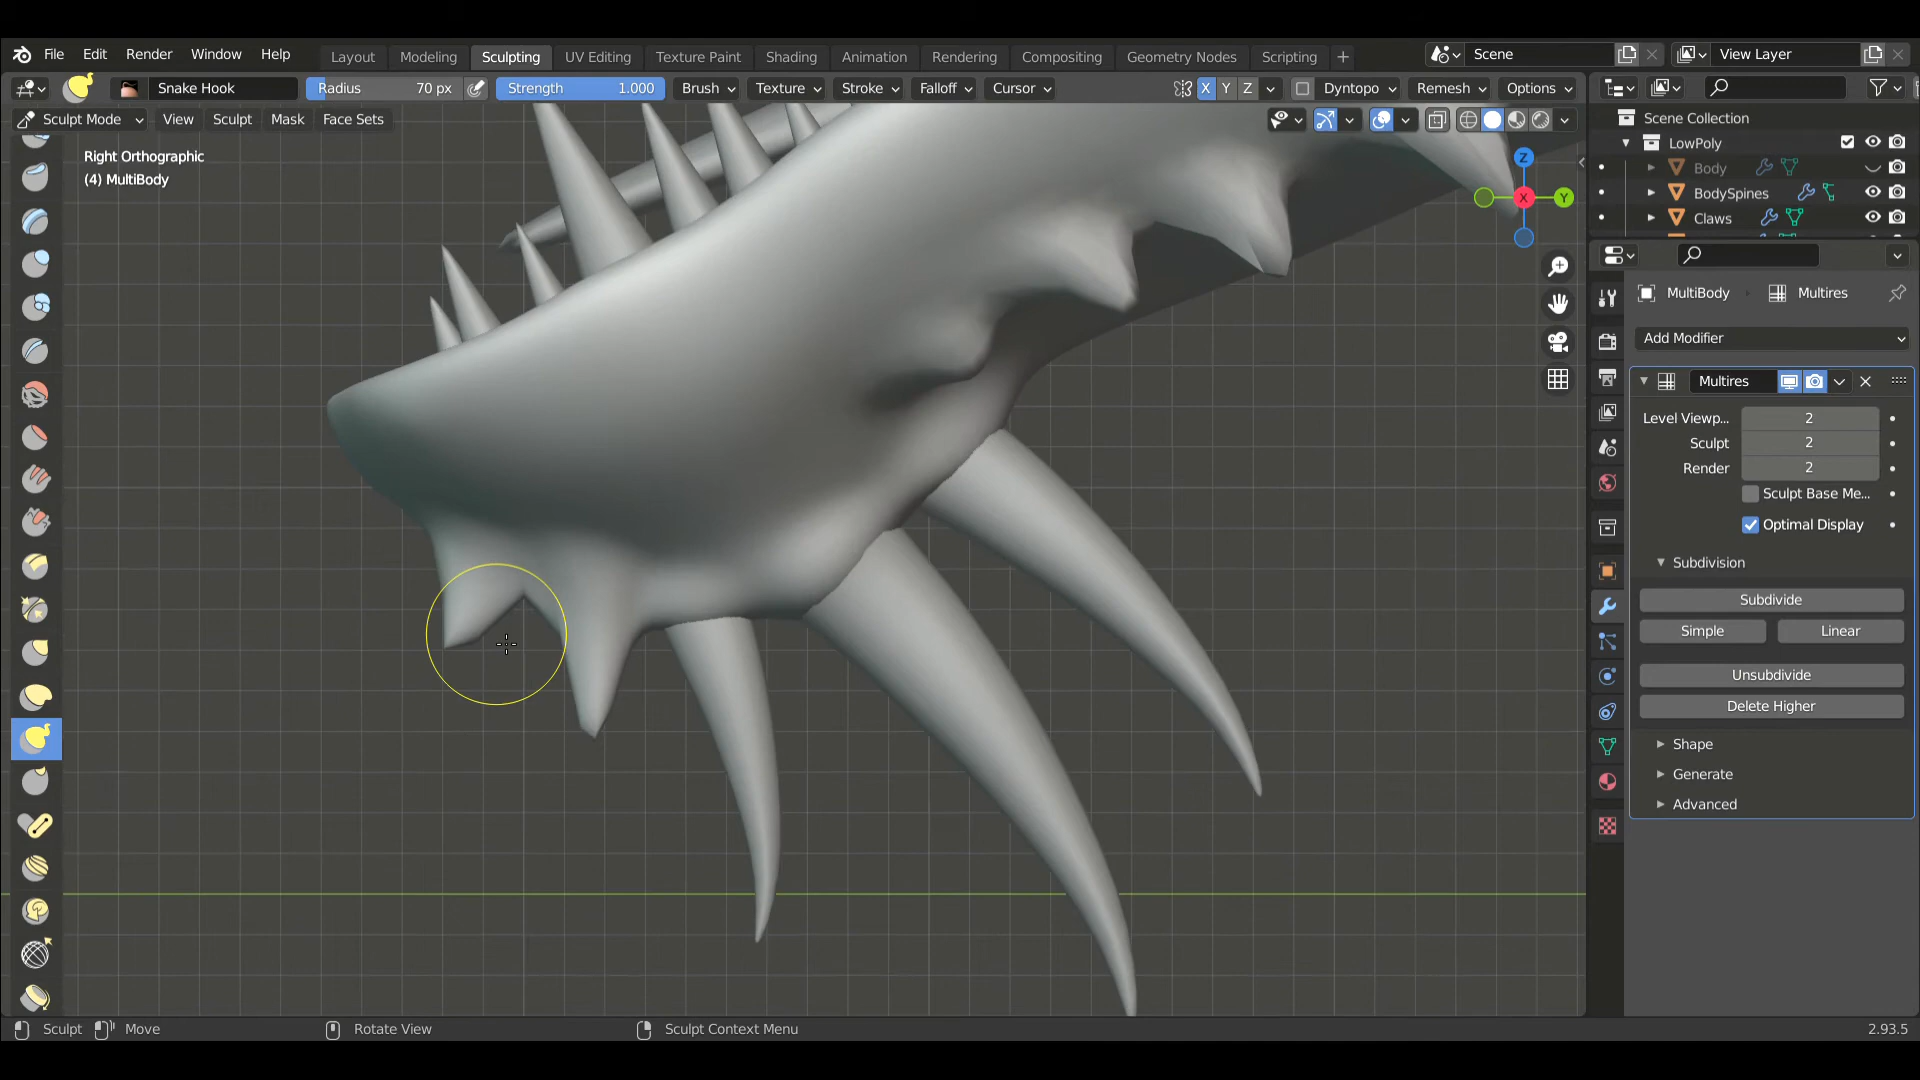 File Edit Render Window Help Layout Modeling Sculpting UV Editing Texture Paint Shading Animation Rendering Compositing Geometry Nodes Scripting + Scene View Layer
Snake Hook Radius 70 px Strength 1.000 Brush Texture Stroke Falloff Cursor X Y Z Dyntopo Remesh Options
Sculpt Mode View Sculpt Mask Face Sets
Right Orthographic
(4) MultiBody
Z
X
Y
Scene Collection
LowPoly
Body
BodySpines
Claws
MultiBody Multires
Add Modifier
Multires
Level Viewp... 2
Sculpt 2
Render 2
Sculpt Base Me...
Optimal Display
Subdivision
Subdivide
Simple Linear
Unsubdivide
Delete Higher
Shape
Generate
Advanced
Sculpt Move Rotate View Sculpt Context Menu 2.93.5